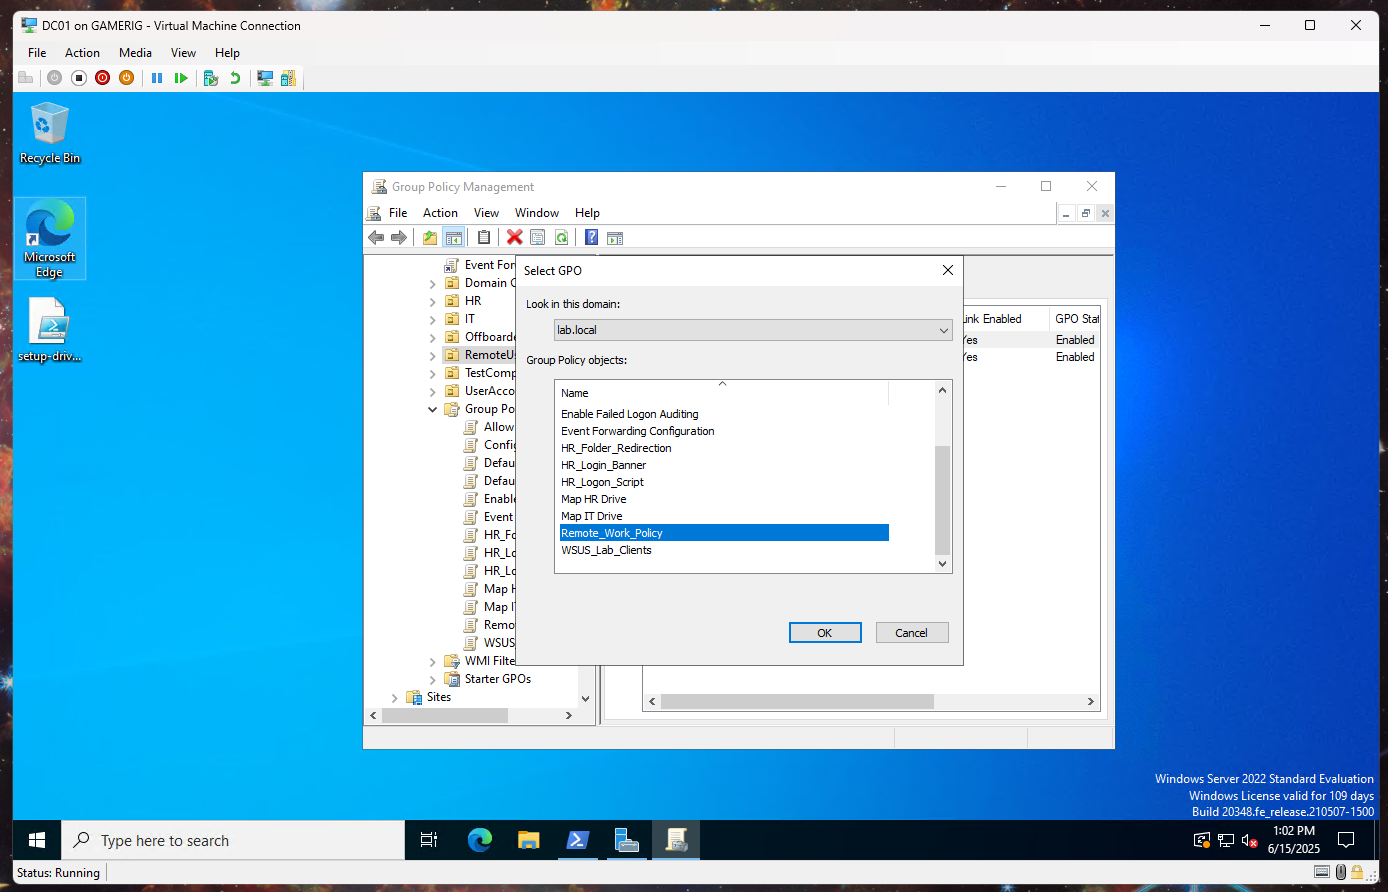 DC01 on GAMERIG - Virtual Machine Connection
File Action Media View Help
Recycle Bin
Microsoft
Edge
setup-driv...
Group Policy Management
File Action View Window Help
Event For
Domain C
HR
IT
Offboarde
RemoteUs
TestComp
UserAcco
Group Po
Allow
Config
Defau
Defau
Enable
Event
HR_Fo
HR_Lo
HR_Lo
Map H
Map IT
Remo
WSUS
WMI Filte
Starter GPOs
Sites
Select GPO
Look in this domain:
lab.local
Group Policy objects:
Name
Enable Failed Logon Auditing
Event Forwarding Configuration
HR_Folder_Redirection
HR_Login_Banner
HR_Logon_Script
Map HR Drive
Map IT Drive
Remote_Work_Policy
WSUS_Lab_Clients
OK Cancel
Link Enabled GPO Stat
Yes Enabled
Yes Enabled
Windows Server 2022 Standard Evaluation
Windows License valid for 109 days
Build 20348.fe_release.210507-1500
Type here to search
1:02 PM
6/15/2025
Status: Running